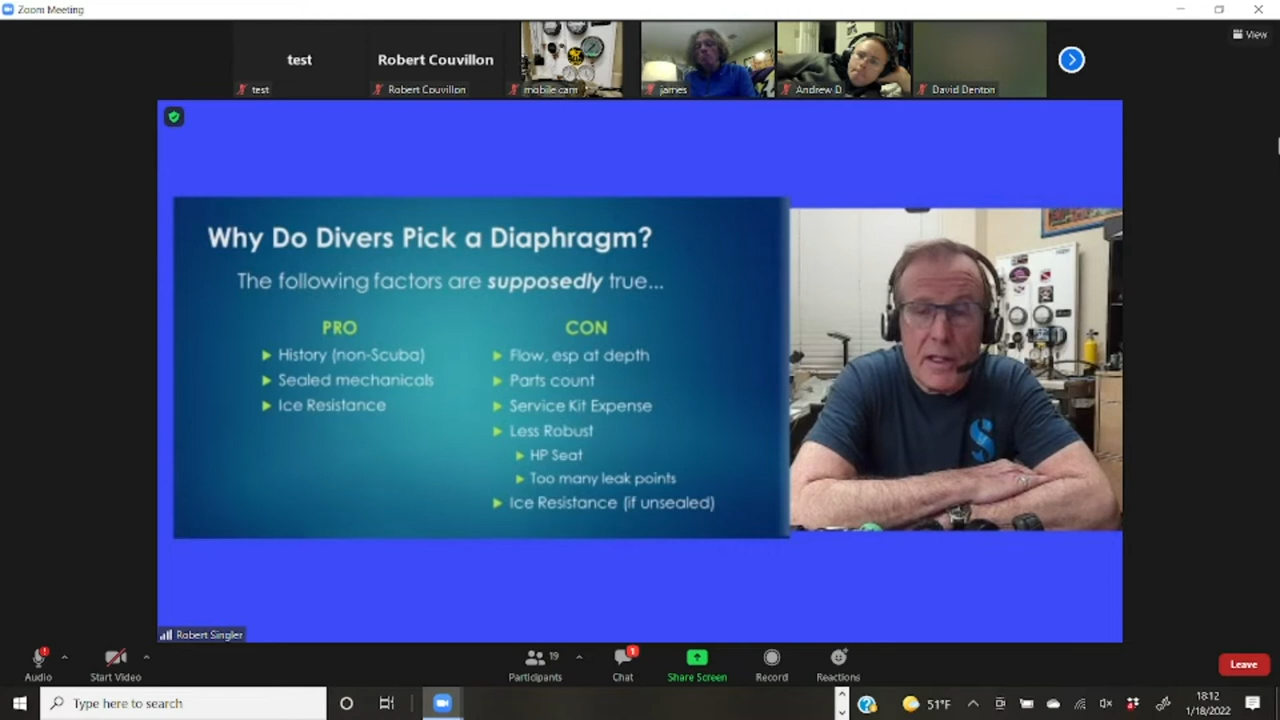 Zoom Meeting
View
test
Robert Couvillon
test
Robert Couvillon
mobile cam
james
Andrew D
David Denton
Why Do Divers Pick a Diaphragm?
The following factors are supposedly true...
PRO
History (non-Scuba)
Sealed mechanicals
Ice Resistance
CON
Flow, esp at depth
Parts count
Service Kit Expense
Less Robust
HP Seat
Too many leak points
Ice Resistance (if unsealed)
S
Robert Singler
Audio
Start Video
19
Participants
1
Chat
Share Screen
Record
Reactions
Leave
Type here to search
51°F
18:12
1/18/2022